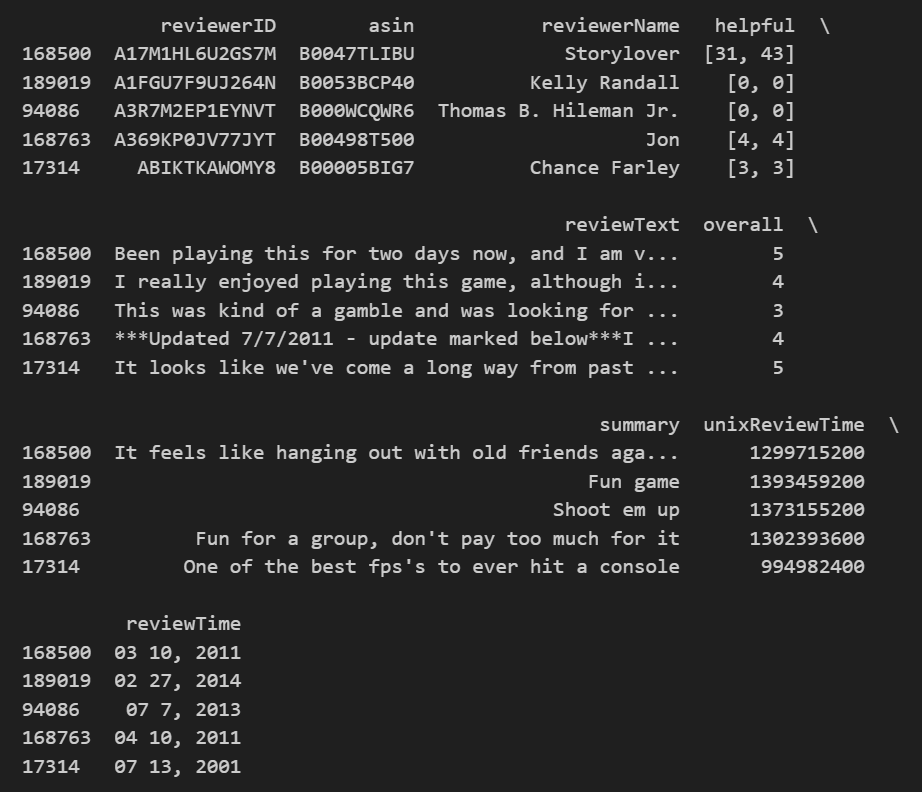 reviewerID asin reviewerName helpful \
168500 A17M1HL6U2GS7M B0047TLIBU Storylover [31, 43]
189019 A1FGU7F9UJ264N B0053BCP40 Kelly Randall [0, 0]
94086 A3R7M2EP1EYNVT B000WCQWR6 Thomas B. Hileman Jr. [0, 0]
168763 A369KP0JV77JYT B00498T500 Jon [4, 4]
17314 ABIKTKAWOMY8 B00005BIG7 Chance Farley [3, 3]
reviewText overall \
168500 Been playing this for two days now, and I am v... 5
189019 I really enjoyed playing this game, although i... 4
94086 This was kind of a gamble and was looking for ... 3
168763 ***Updated 7/7/2011 - update marked below***I ... 4
17314 It looks like we've come a long way from past ... 5
summary unixReviewTime \
168500 It feels like hanging out with old friends aga... 1299715200
189019 Fun game 1393459200
94086 Shoot em up 1373155200
168763 Fun for a group, don't pay too much for it 1302393600
17314 One of the best fps's to ever hit a console 994982400
reviewTime
168500 03 10, 2011
189019 02 27, 2014
94086 07 7, 2013
168763 04 10, 2011
17314 07 13, 2001